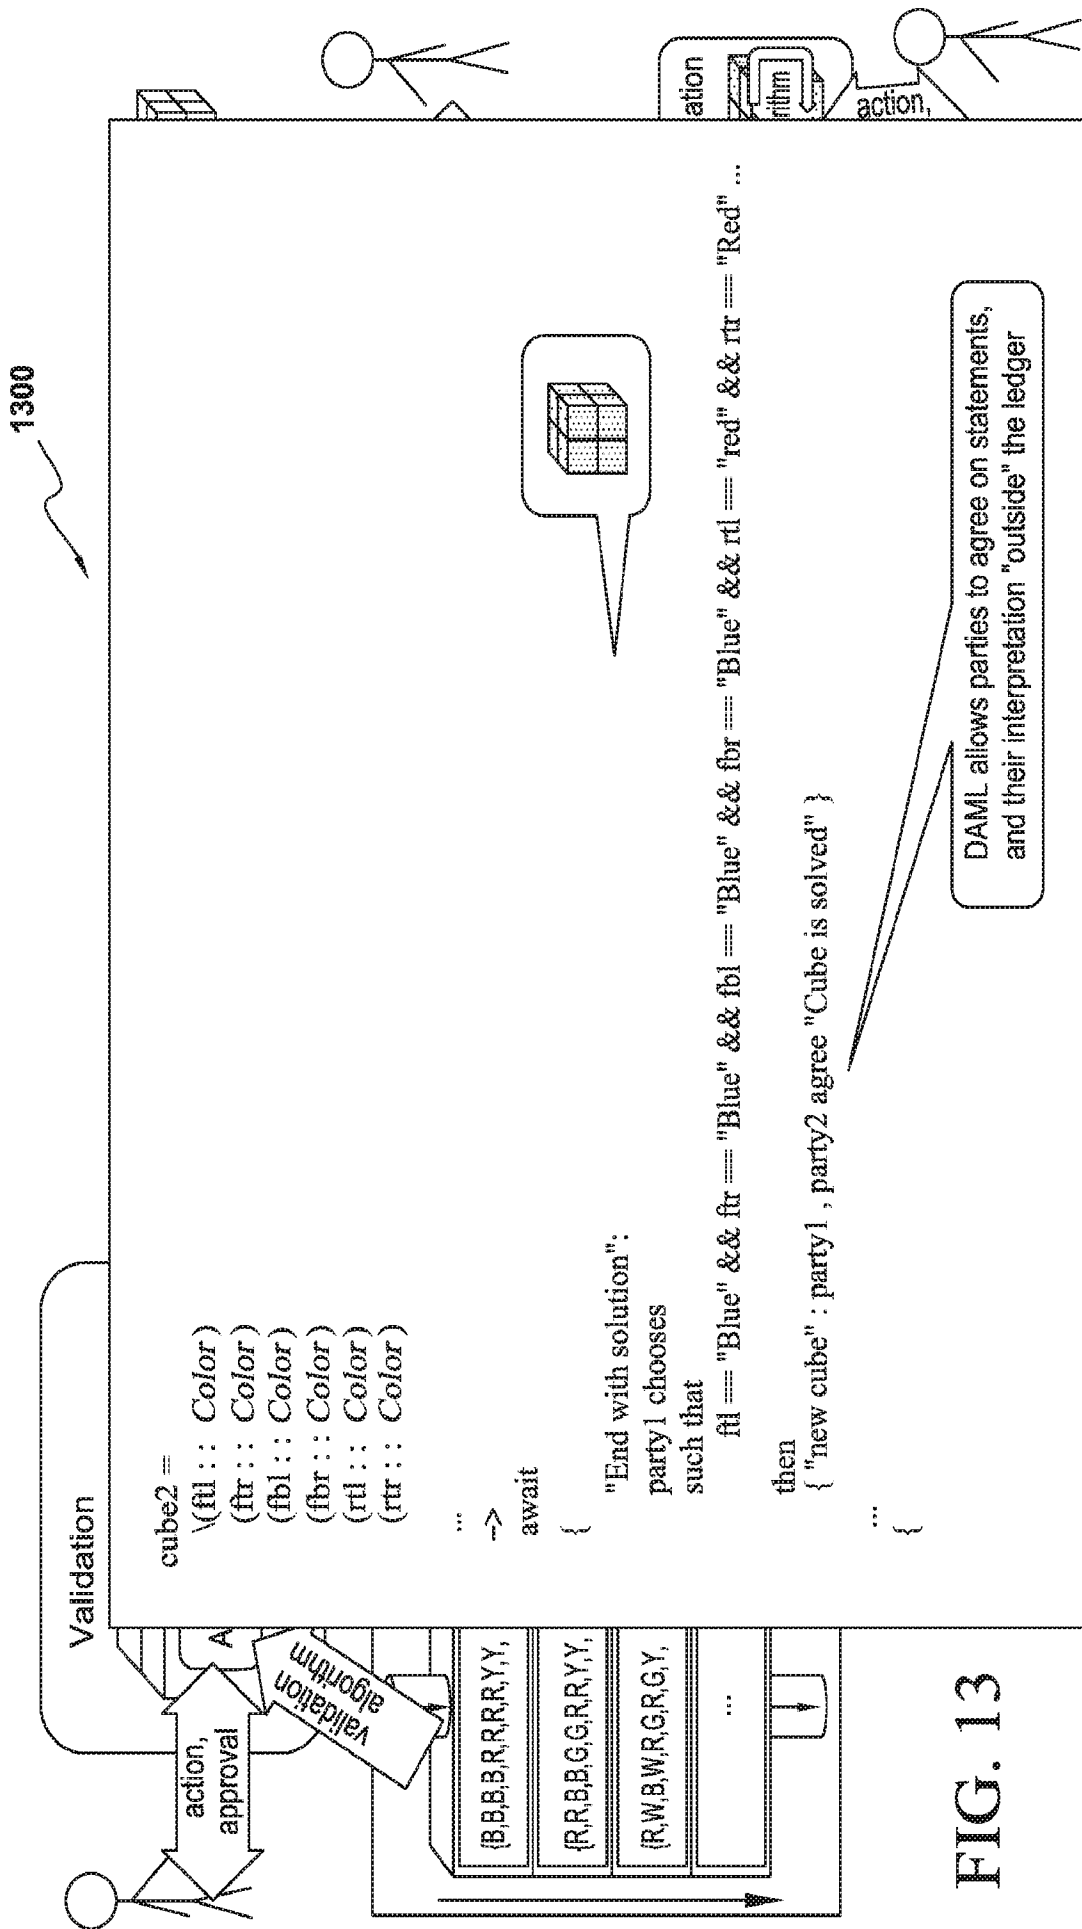 1300
Validation
cube2 =
\(ftl :: Color)
(ftr :: Color)
(fbl :: Color)
(fbr :: Color)
(rtl :: Color)
(rtr :: Color)
...
->
await
{
"End with solution":
party1 chooses
such that
ftl == "Blue" && ftr == "Blue" && fbl == "Blue" && fbr == "Blue" && rtl == "red" && rtr == "Red" ...
then
{ "new cube" : party1 , party2 agree "Cube is solved" }
...
{
DAML allows parties to agree on statements,
and their interpretation "outside" the ledger
action,
approval
A
validation
algorithm
{B,B,B,B,R,R,R,R,Y,Y,
{R,R,B,B,G,G,R,R,Y,Y,
{R,W,B,W,R,G,R,G,Y,
...
ation
rithm
action,
FIG. 13